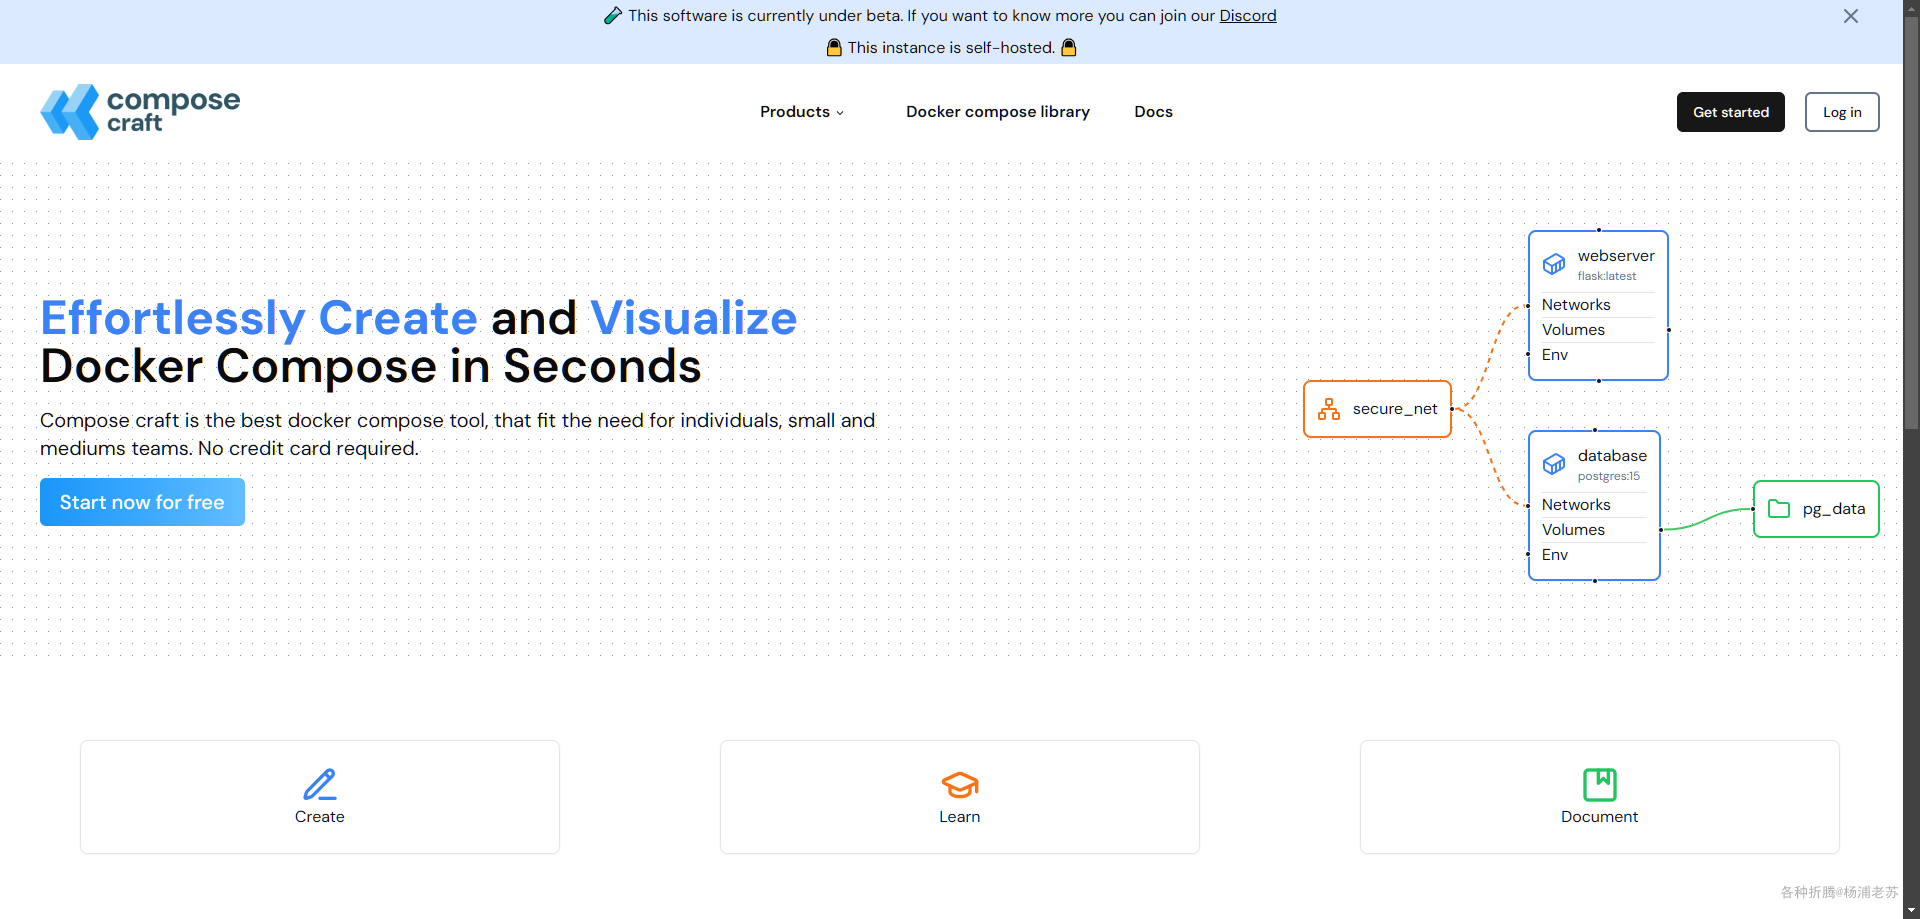 🧪 This software is currently under beta. If you want to know more you can join our Discord
🔒 This instance is self-hosted. 🔒
compose
craft
Products
Docker compose library
Docs
Get started
Log in
Effortlessly Create and Visualize
Docker Compose in Seconds
Compose craft is the best docker compose tool, that fit the need for individuals, small and
mediums teams. No credit card required.
Start now for free
secure_net
webserver
flask:latest
Networks
Volumes
Env
database
postgres:15
Networks
Volumes
Env
pg_data
Create
Learn
Document
各种折腾@杨浦老苏